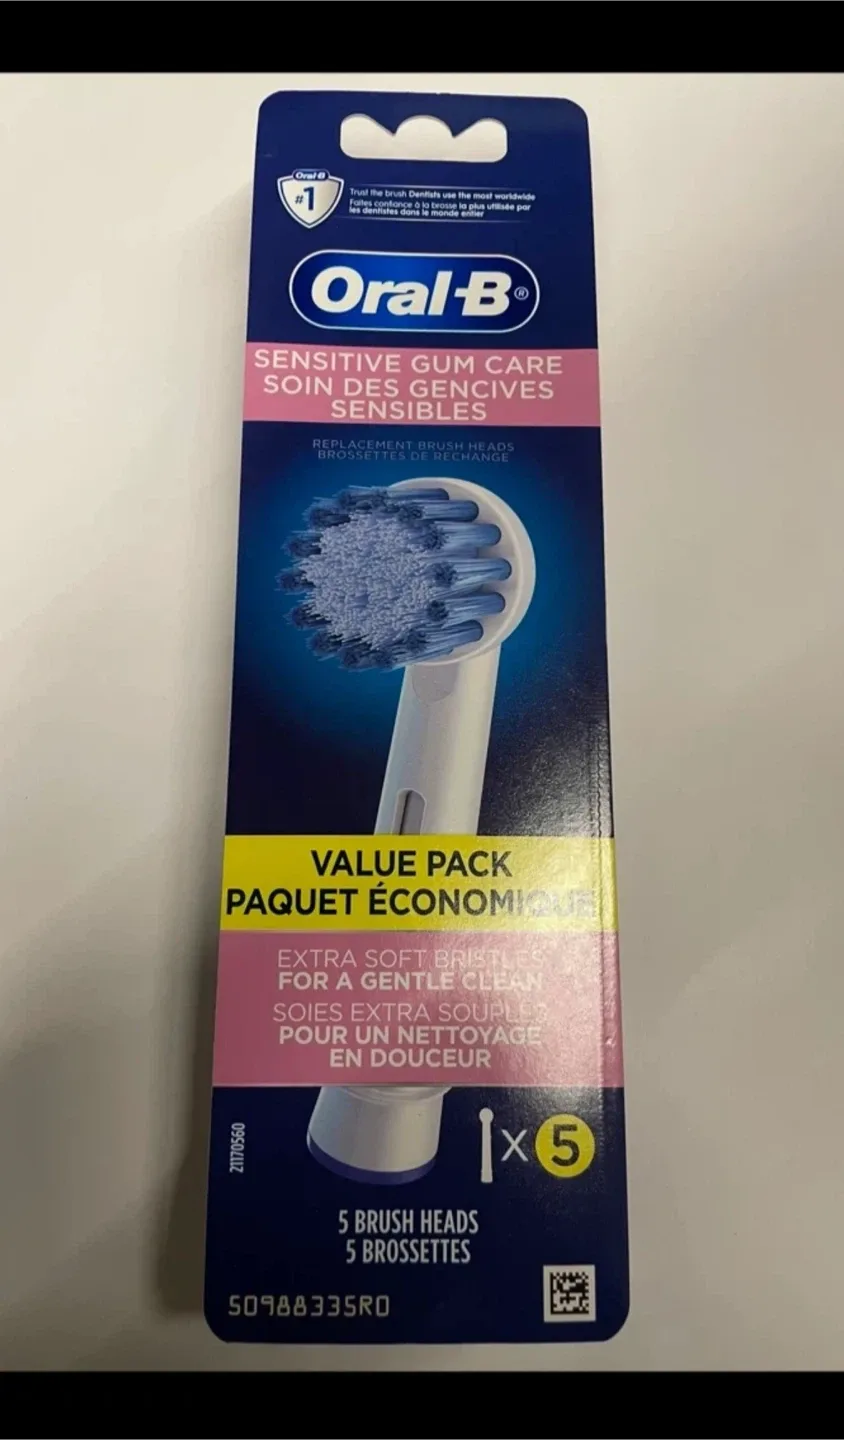 Oral-B
#1
Trust the brush Dentists use the most worldwide
Faites confiance à la brosse la plus utilisée par
les dentistes dans le monde entier
Oral-B®
SENSITIVE GUM CARE
SOIN DES GENCIVES
SENSIBLES
REPLACEMENT BRUSH HEADS
BROSSETTES DE RECHANGE
VALUE PACK
PAQUET ÉCONOMIQUE
EXTRA SOFT BRISTLES
FOR A GENTLE CLEAN
SOIES EXTRA SOUPLES
POUR UN NETTOYAGE
EN DOUCEUR
21170560
X 5
5 BRUSH HEADS
5 BROSSETTES
50988335R0